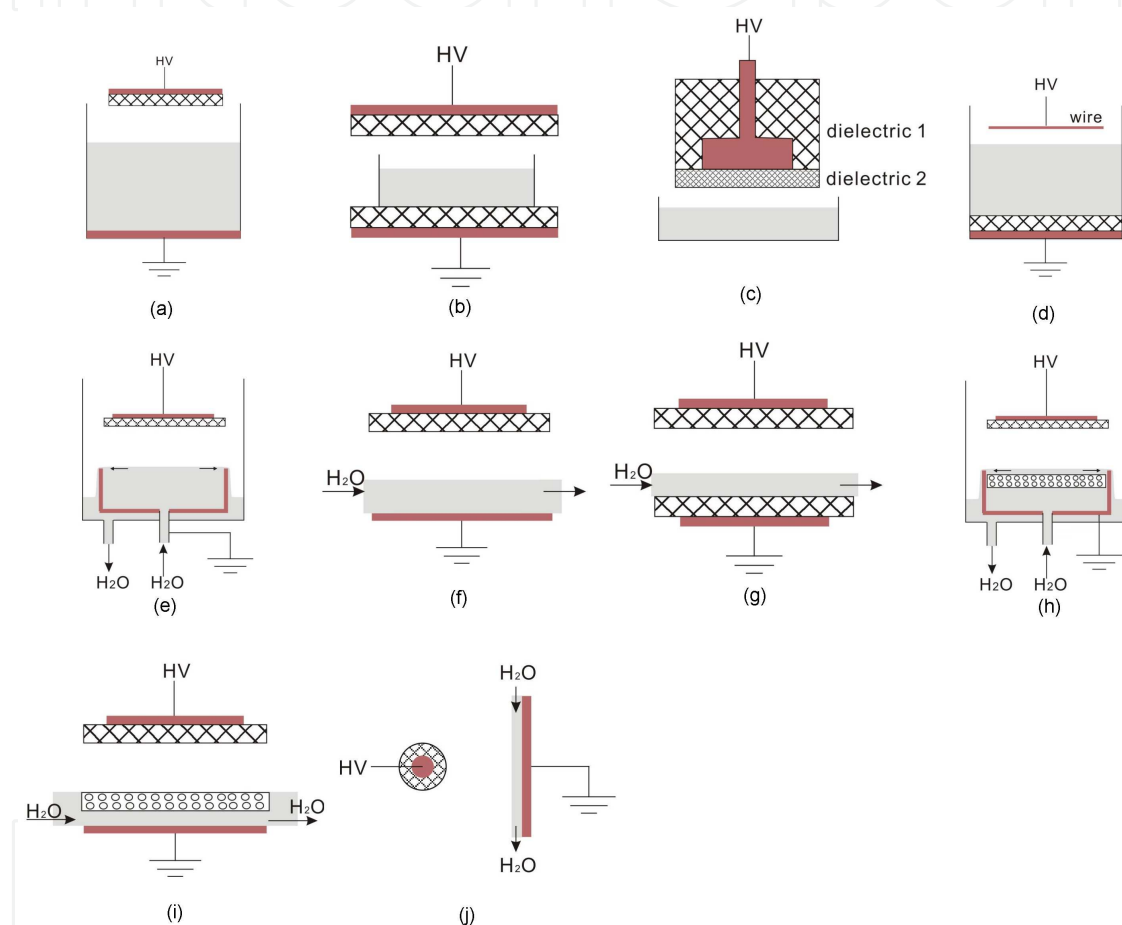 HV
(a)
HV
(b)
HV
dielectric 1
dielectric 2
(c)
HV
wire
(d)
HV
H₂O
H₂O
(e)
HV
H₂O
(f)
HV
H₂O
(g)
HV
H₂O
H₂O
(h)
HV
H₂O
H₂O
(i)
HV
H₂O
H₂O
(j)